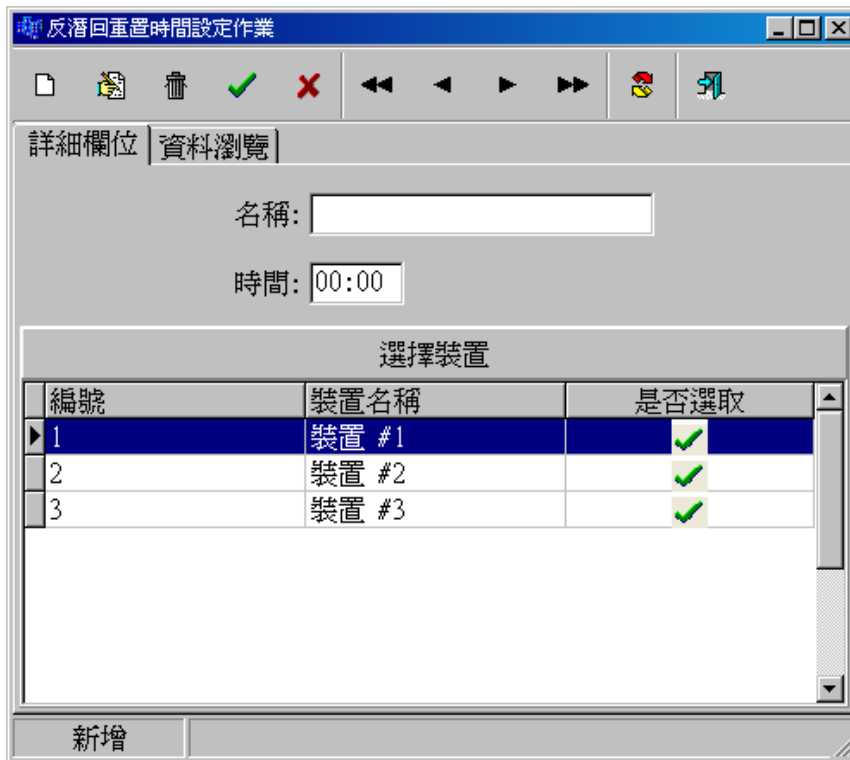 反潛回重置時間設定作業
詳細欄位 資料瀏覽
名稱:
時間: 00:00
選擇裝置
編號 裝置名稱 是否選取
1 裝置 #1
2 裝置 #2
3 裝置 #3
新增